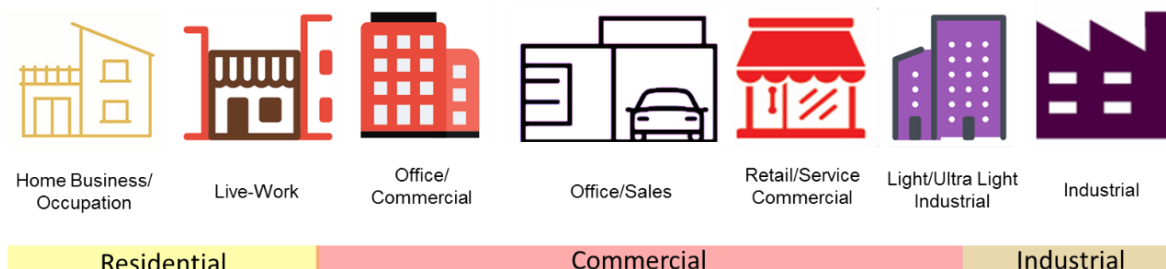 Home Business/
Occupation
Live-Work
Office/
Commercial
Office/Sales
Retail/Service
Commercial
Light/Ultra Light
Industrial
Industrial
Residential
Commercial
Industrial